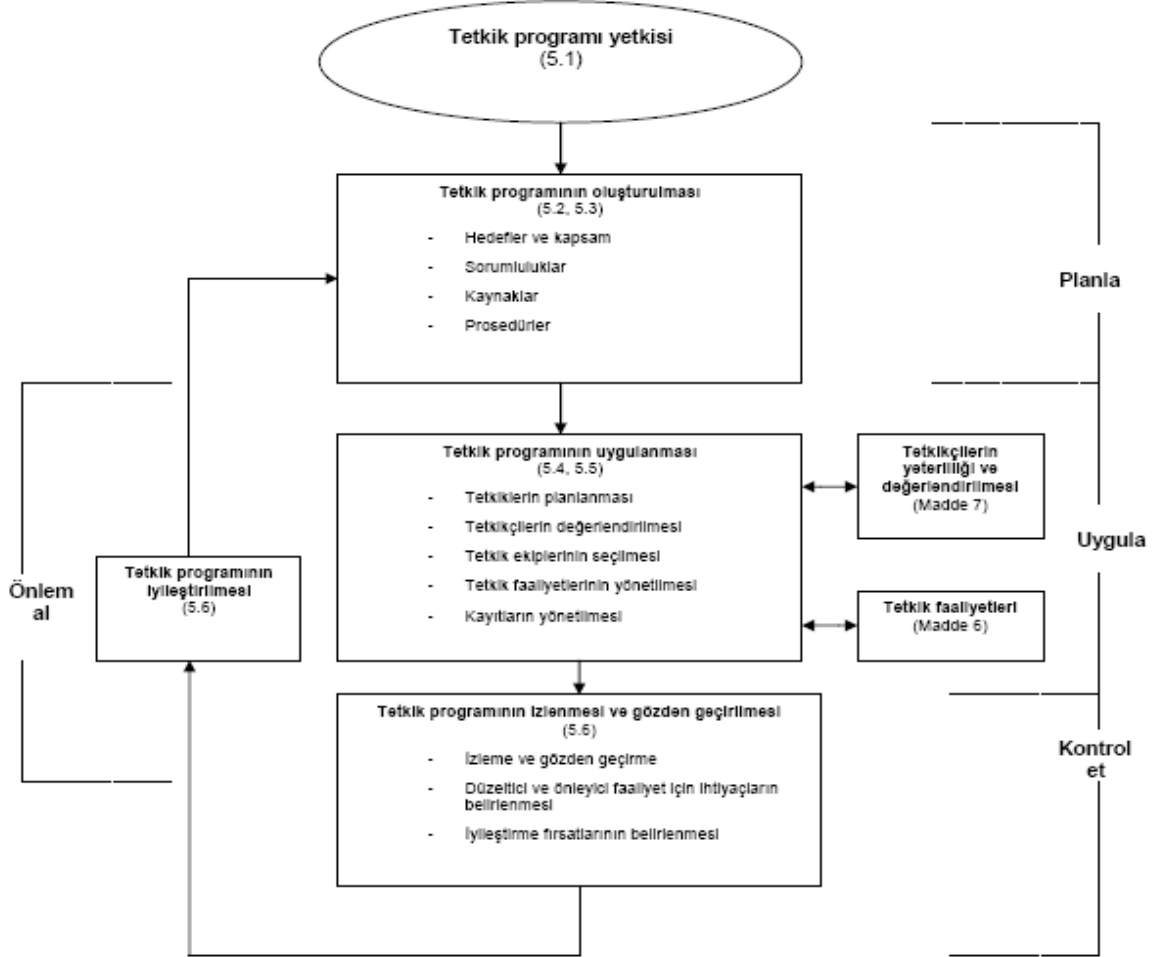 Tetkik programı yetkisi
(5.1)
Tetkik programının oluşturulması
(5.2, 5.3)
- Hedefler ve kapsam
- Sorumluluklar
- Kaynaklar
- Prosedürler
Planla
Tetkik programının uygulanması
(5.4, 5.5)
- Tetkiklerin planlanması
- Tetkikçilerin değerlendirilmesi
- Tetkik ekiplerinin seçilmesi
- Tetkik faaliyetlerinin yönetilmesi
- Kayıtların yönetilmesi
Tetkikçilerin
yeterliliği ve
değerlendirilmesi
(Madde 7)
Tetkik faaliyetleri
(Madde 6)
Uygula
Önlem
al
Tetkik programının
iyileştirilmesi
(5.6)
Tetkik programının izlenmesi ve gözden geçirilmesi
(5.6)
- İzleme ve gözden geçirme
- Düzeltici ve önleyici faaliyet için ihtiyaçların
belirlenmesi
- İyileştirme fırsatlarının belirlenmesi
Kontrol
et